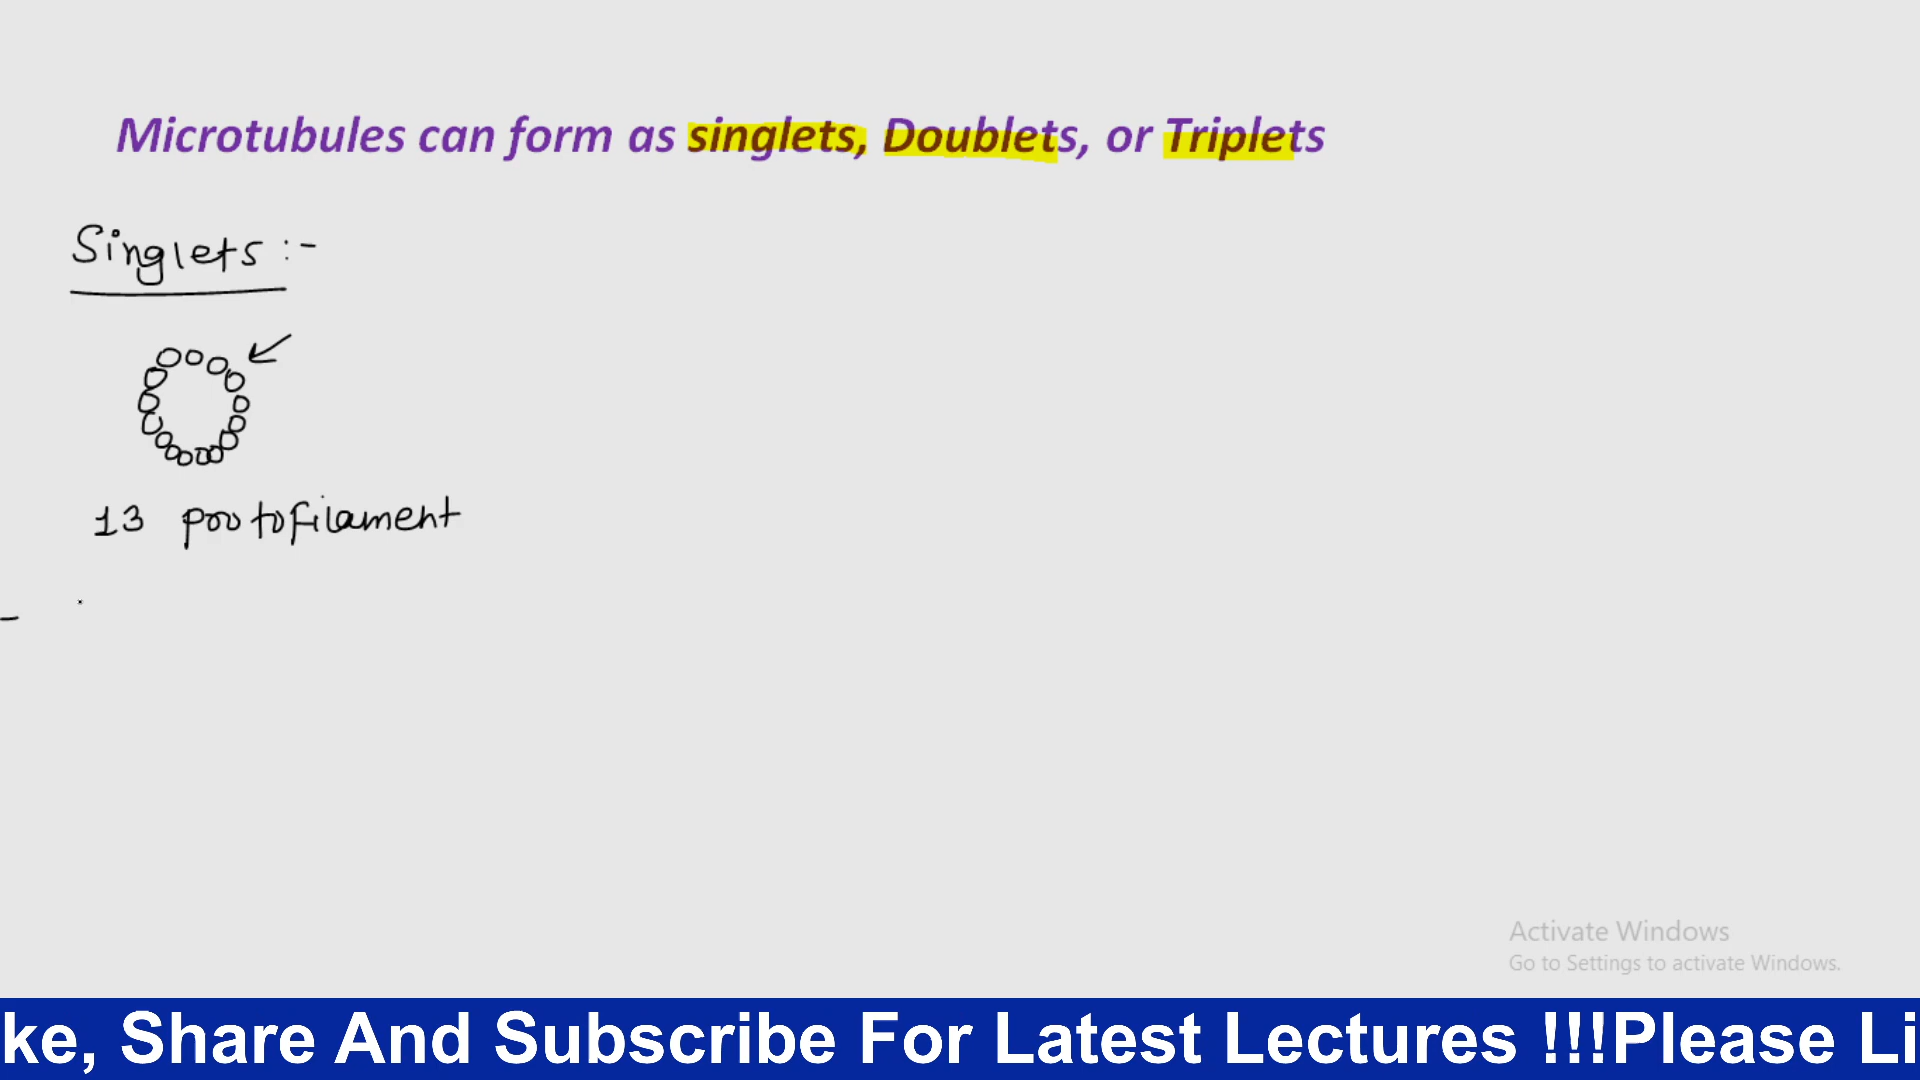 Microtubules can form as singlets, Doublets, or Triplets
Singlets :-
13 protofilament
-
Activate Windows
Go to Settings to activate Windows.
ke, Share And Subscribe For Latest Lectures !!!Please Li